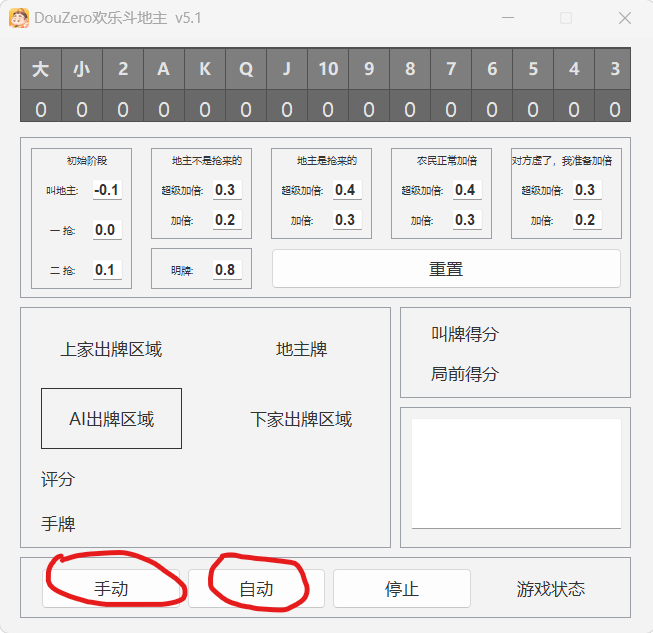 DouZero欢乐斗地主 v5.1
大 小 2 A K Q J 10 9 8 7 6 5 4 3
0 0 0 0 0 0 0 0 0 0 0 0 0 0 0
初始阶段 地主不是抢来的 地主是抢来的 农民正常加倍 对方虚了，我准备加倍
叫地主: -0.1 超级加倍: 0.3 超级加倍: 0.4 超级加倍: 0.4 超级加倍: 0.3
一 抢: 0.0 加倍: 0.2 加倍: 0.3 加倍: 0.3 加倍: 0.2
二 抢: 0.1 明牌: 0.8 重置
上家出牌区域 地主牌
AI出牌区域 下家出牌区域
评分
手牌
叫牌得分
局前得分
手动 自动 停止 游戏状态